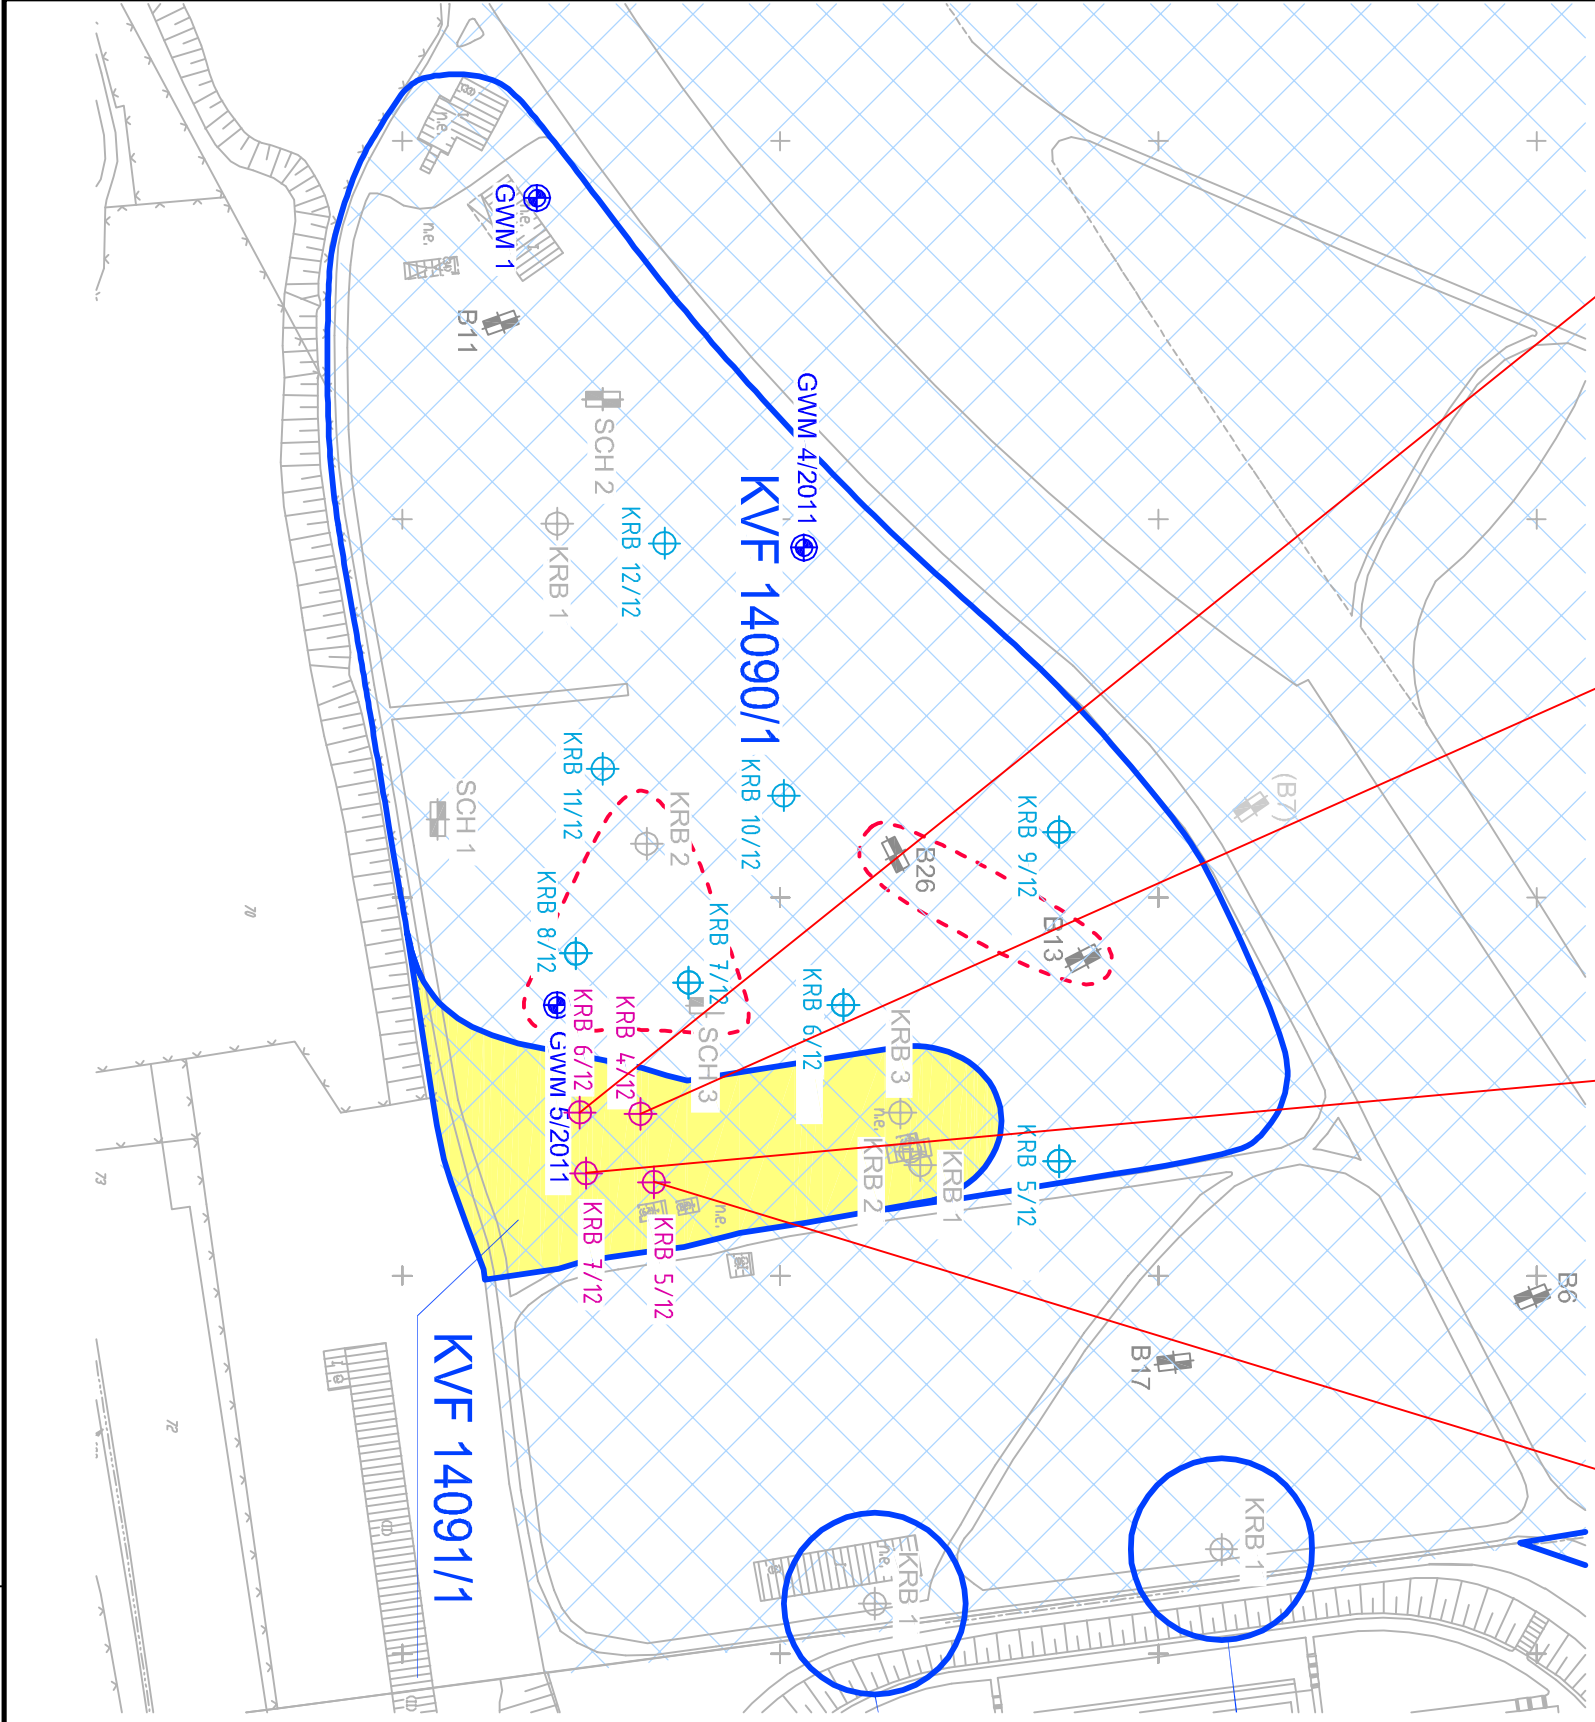 n.e.
I
GWM 1
n.e.
n.e.
B11
GWM 4/2011
SCH 2
KVF 14090/1
KRB 12/12
KRB 1
KRB 11/12
KRB 10/12
SCH 1
KRB 2
KRB 9/12
(B7)
B26
B13
KRB 8/12
KRB 7/12
KRB 6/12
70
KRB 6/12
KRB 4/12
GWM 5/2011
SCH 3
KRB 3
n.e.
KRB 2
KRB 1
KRB 5/12
73
KRB 7/12
KRB 5/12
n.e.
B6
B17
KVF 14091/1
72
n.e.
KRB 1
KRB 1